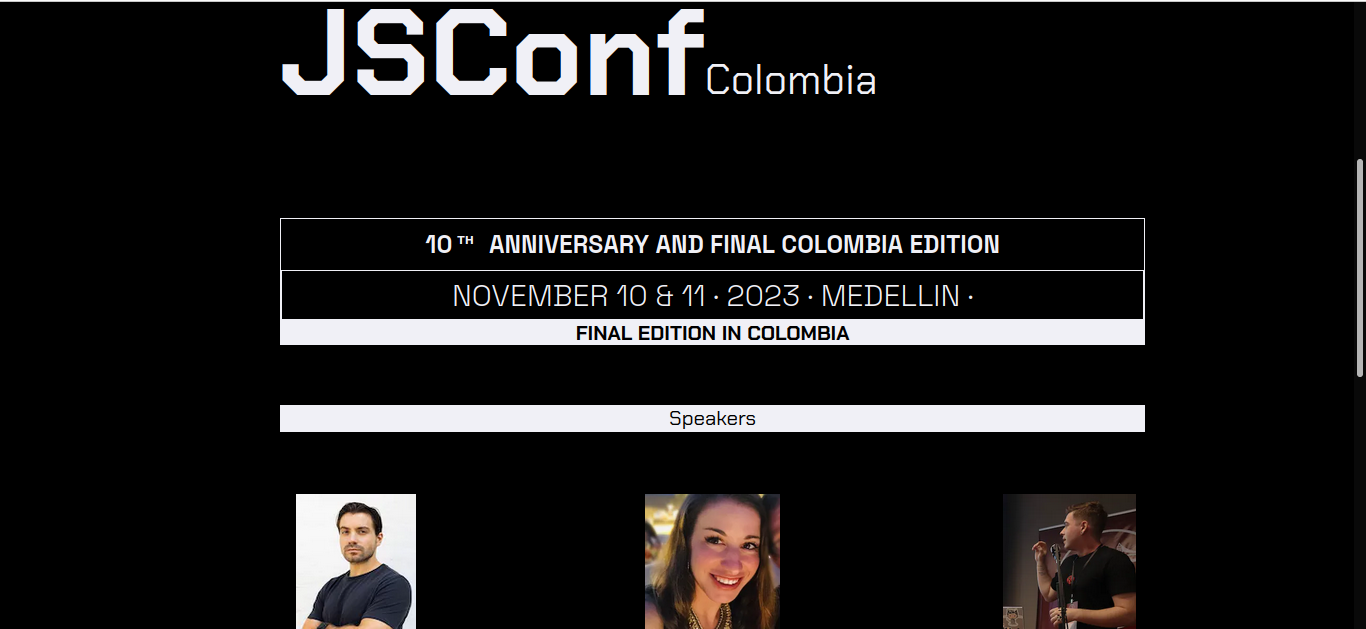 JSConf Colombia
10 TH ANNIVERSARY AND FINAL COLOMBIA EDITION
NOVEMBER 10 & 11 · 2023 · MEDELLIN ·
FINAL EDITION IN COLOMBIA
Speakers